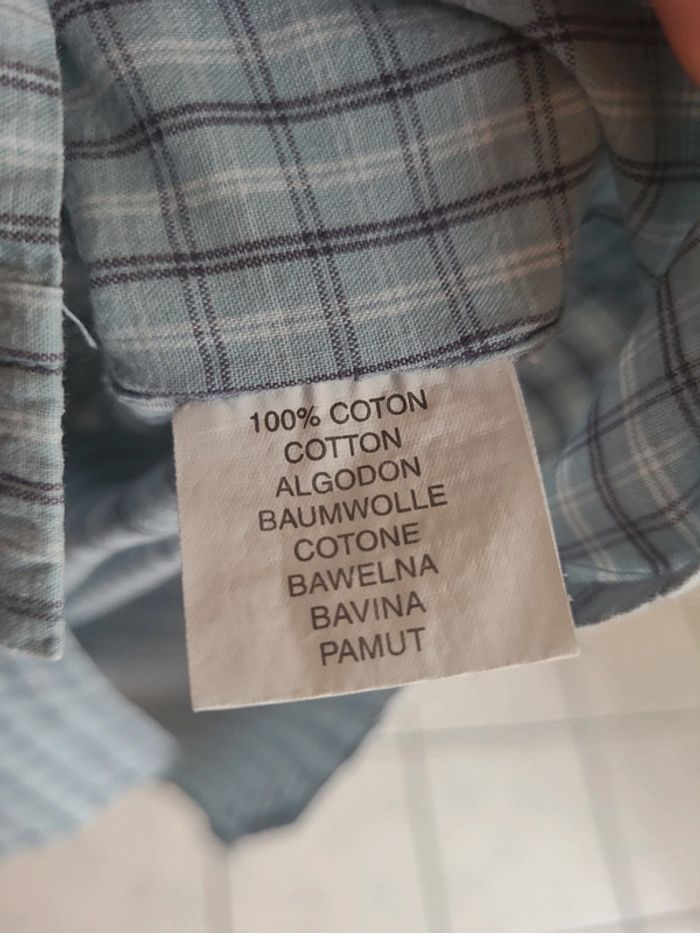 100% COTON
COTTON
ALGODON
BAUMWOLLE
COTONE
BAWELNA
BAVINA
PAMUT